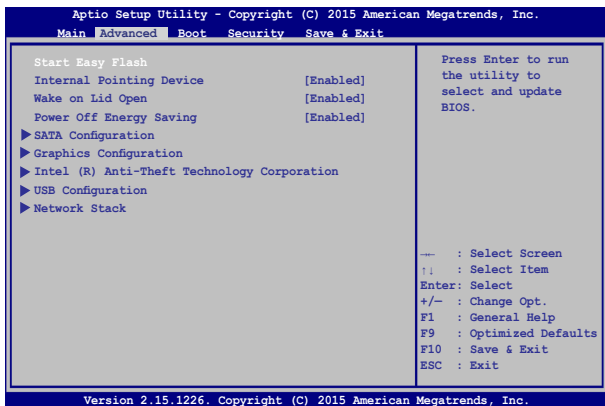 Aptio Setup Utility - Copyright (C) 2015 American Megatrends, Inc.
Main Advanced Boot Security Save & Exit
Start Easy Flash
Internal Pointing Device [Enabled]
Wake on Lid Open [Enabled]
Power Off Energy Saving [Enabled]
SATA Configuration
Graphics Configuration
Intel (R) Anti-Theft Technology Corporation
USB Configuration
Network Stack
Press Enter to run
the utility to
select and update
BIOS.
→← : Select Screen
↑↓ : Select Item
Enter: Select
+/— : Change Opt.
F1 : General Help
F9 : Optimized Defaults
F10 : Save & Exit
ESC : Exit
Version 2.15.1226. Copyright (C) 2015 American Megatrends, Inc.